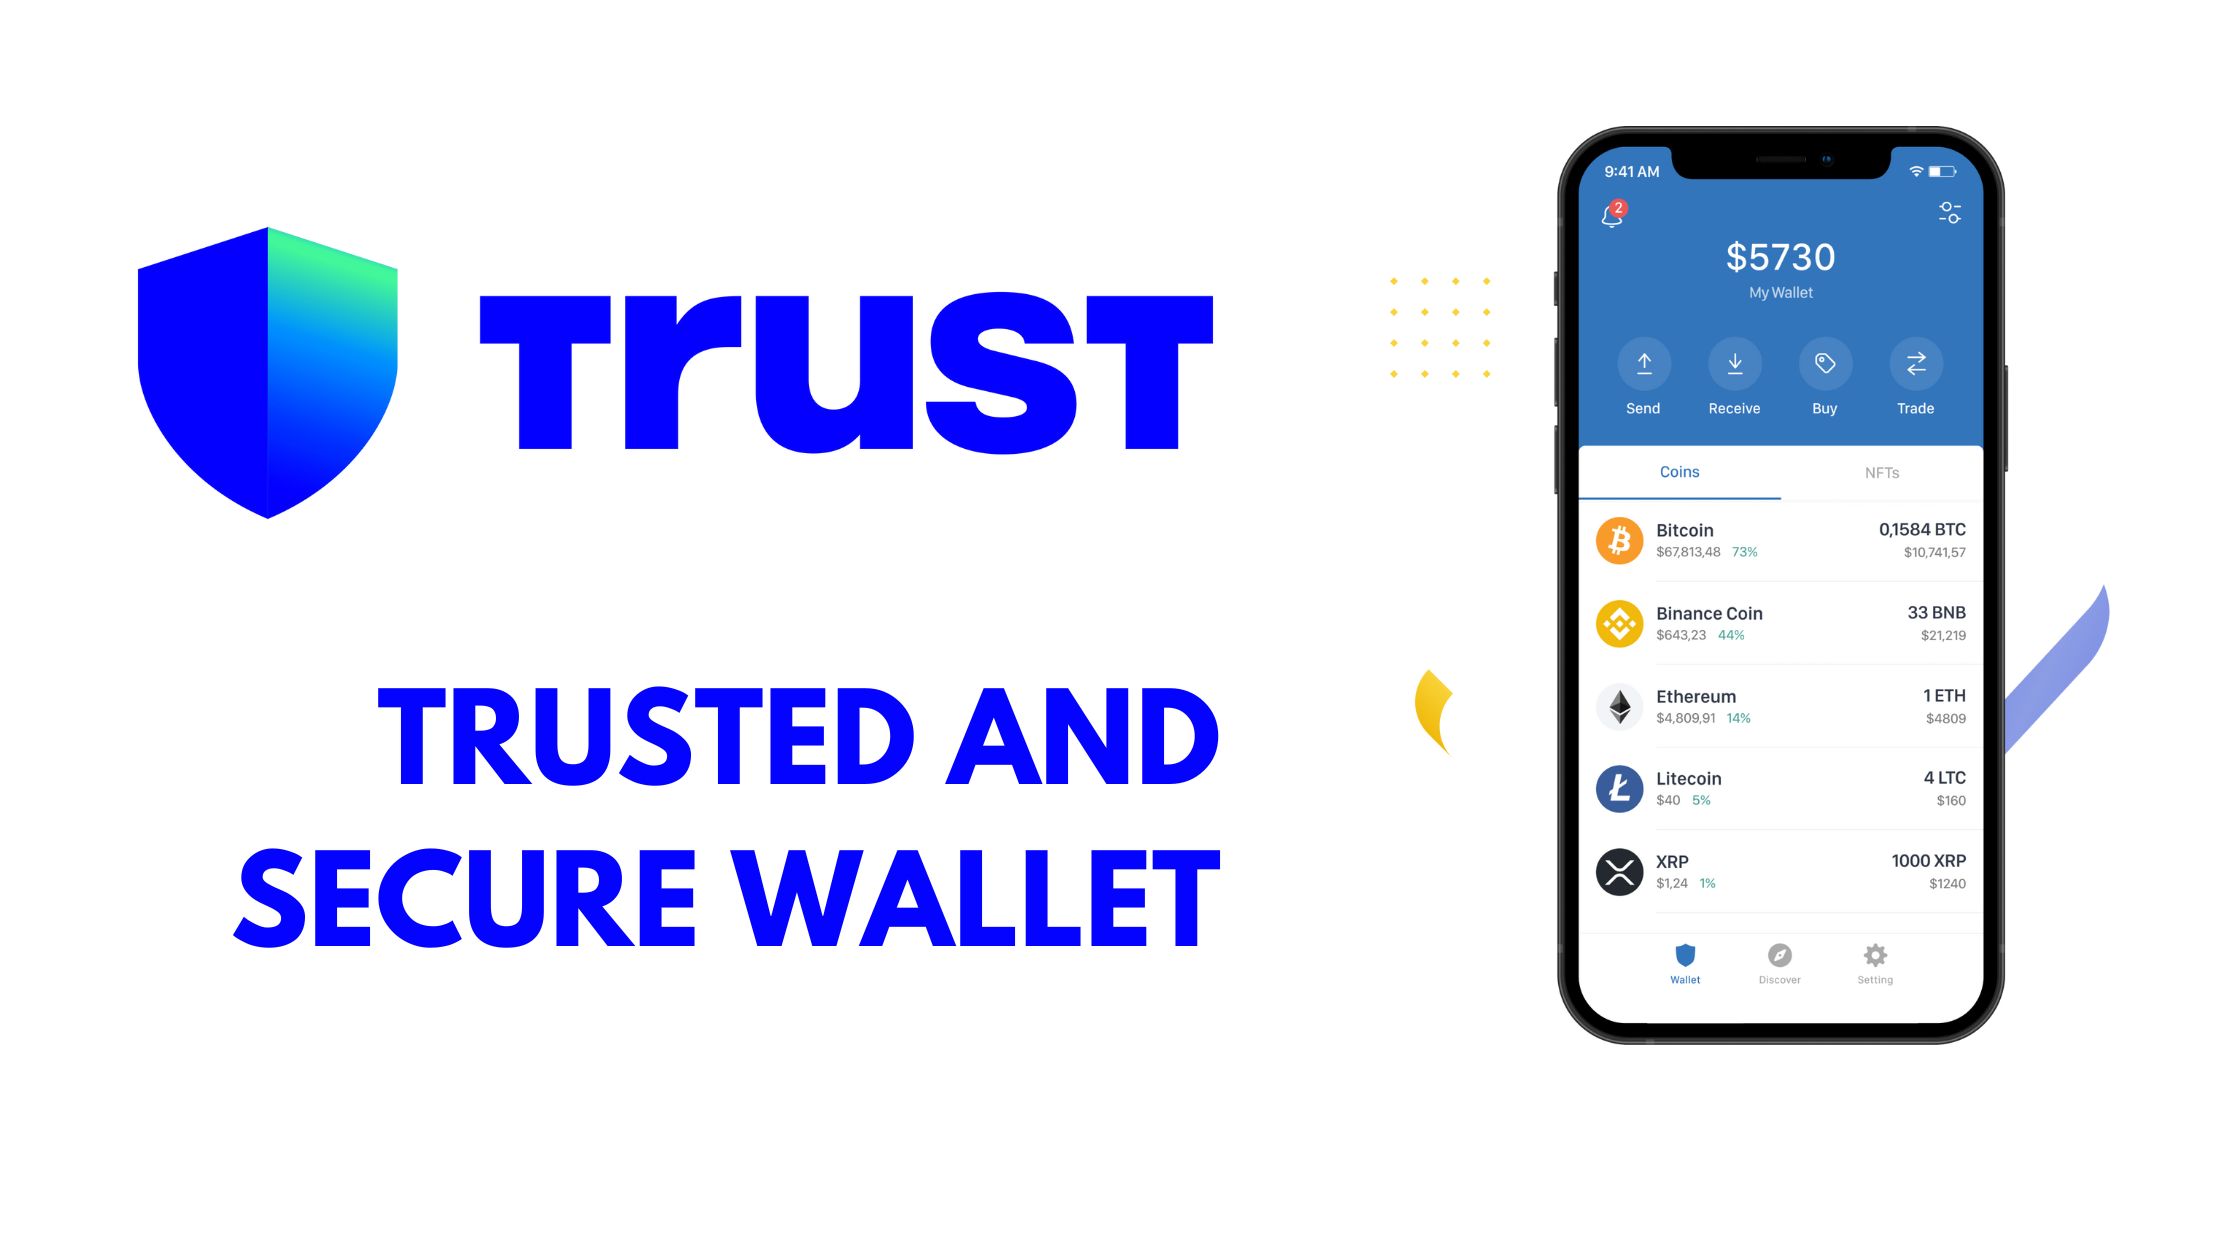 TRUST
TRUSTED AND
SECURE WALLET
9:41 AM
2
$5730
My Wallet
Send Receive Buy Trade
Coins NFTs
Bitcoin 0,1584 BTC
$67,813,48 73% $10,741,57
Binance Coin 33 BNB
$643,23 44% $21,219
Ethereum 1 ETH
$4,809,91 14% $4809
Litecoin 4 LTC
$40 5% $160
XRP 1000 XRP
$1,24 1% $1240
Wallet Discover Setting